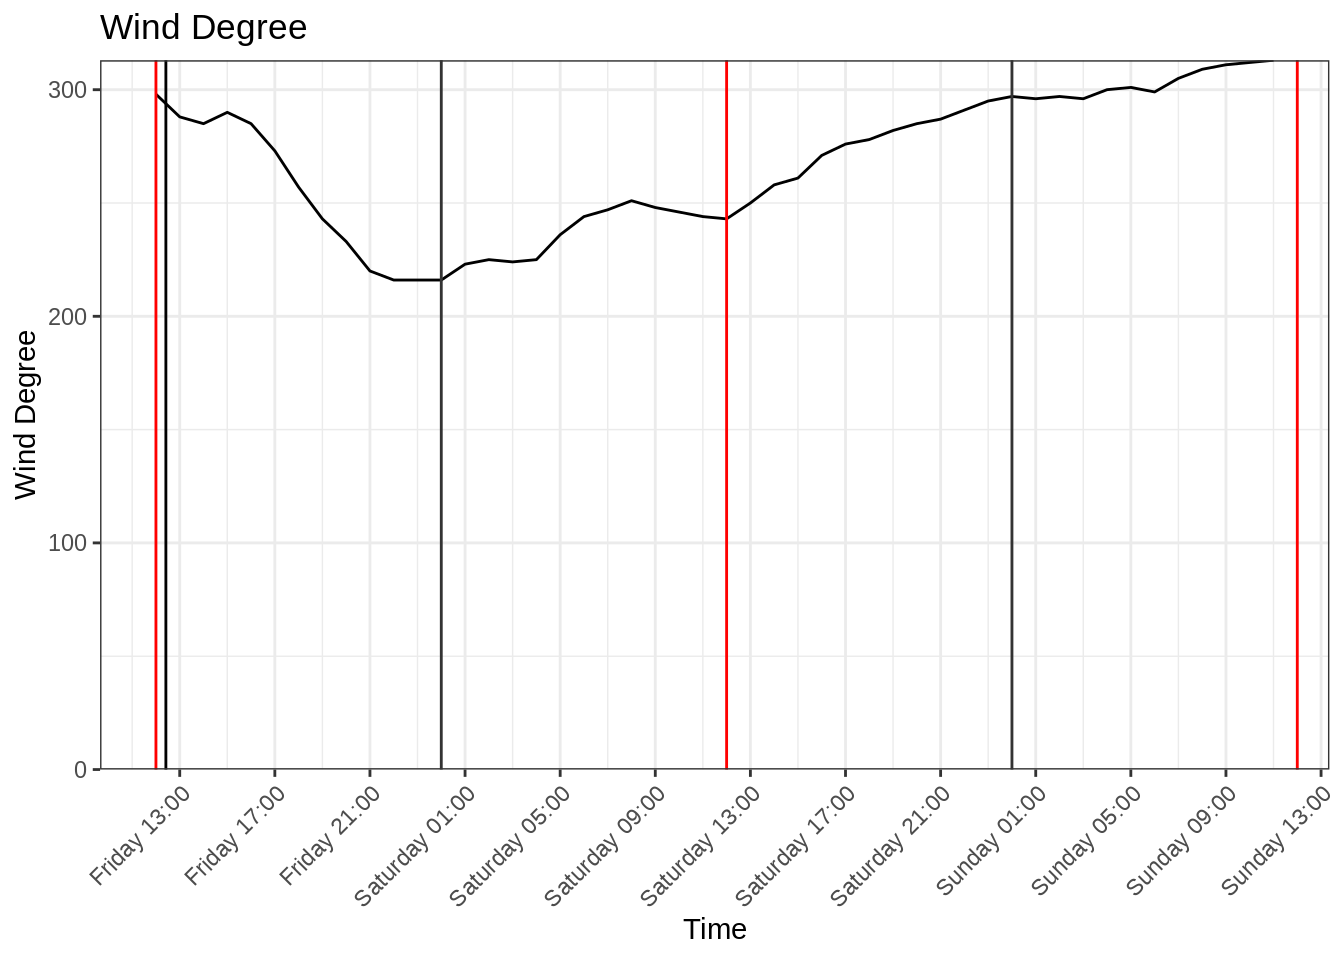 Wind Degree
Wind Degree
300
200
100
0
Friday 13:00
Friday 17:00
Friday 21:00
Saturday 01:00
Saturday 05:00
Saturday 09:00
Saturday 13:00
Saturday 17:00
Saturday 21:00
Sunday 01:00
Sunday 05:00
Sunday 09:00
Sunday 13:00
Time